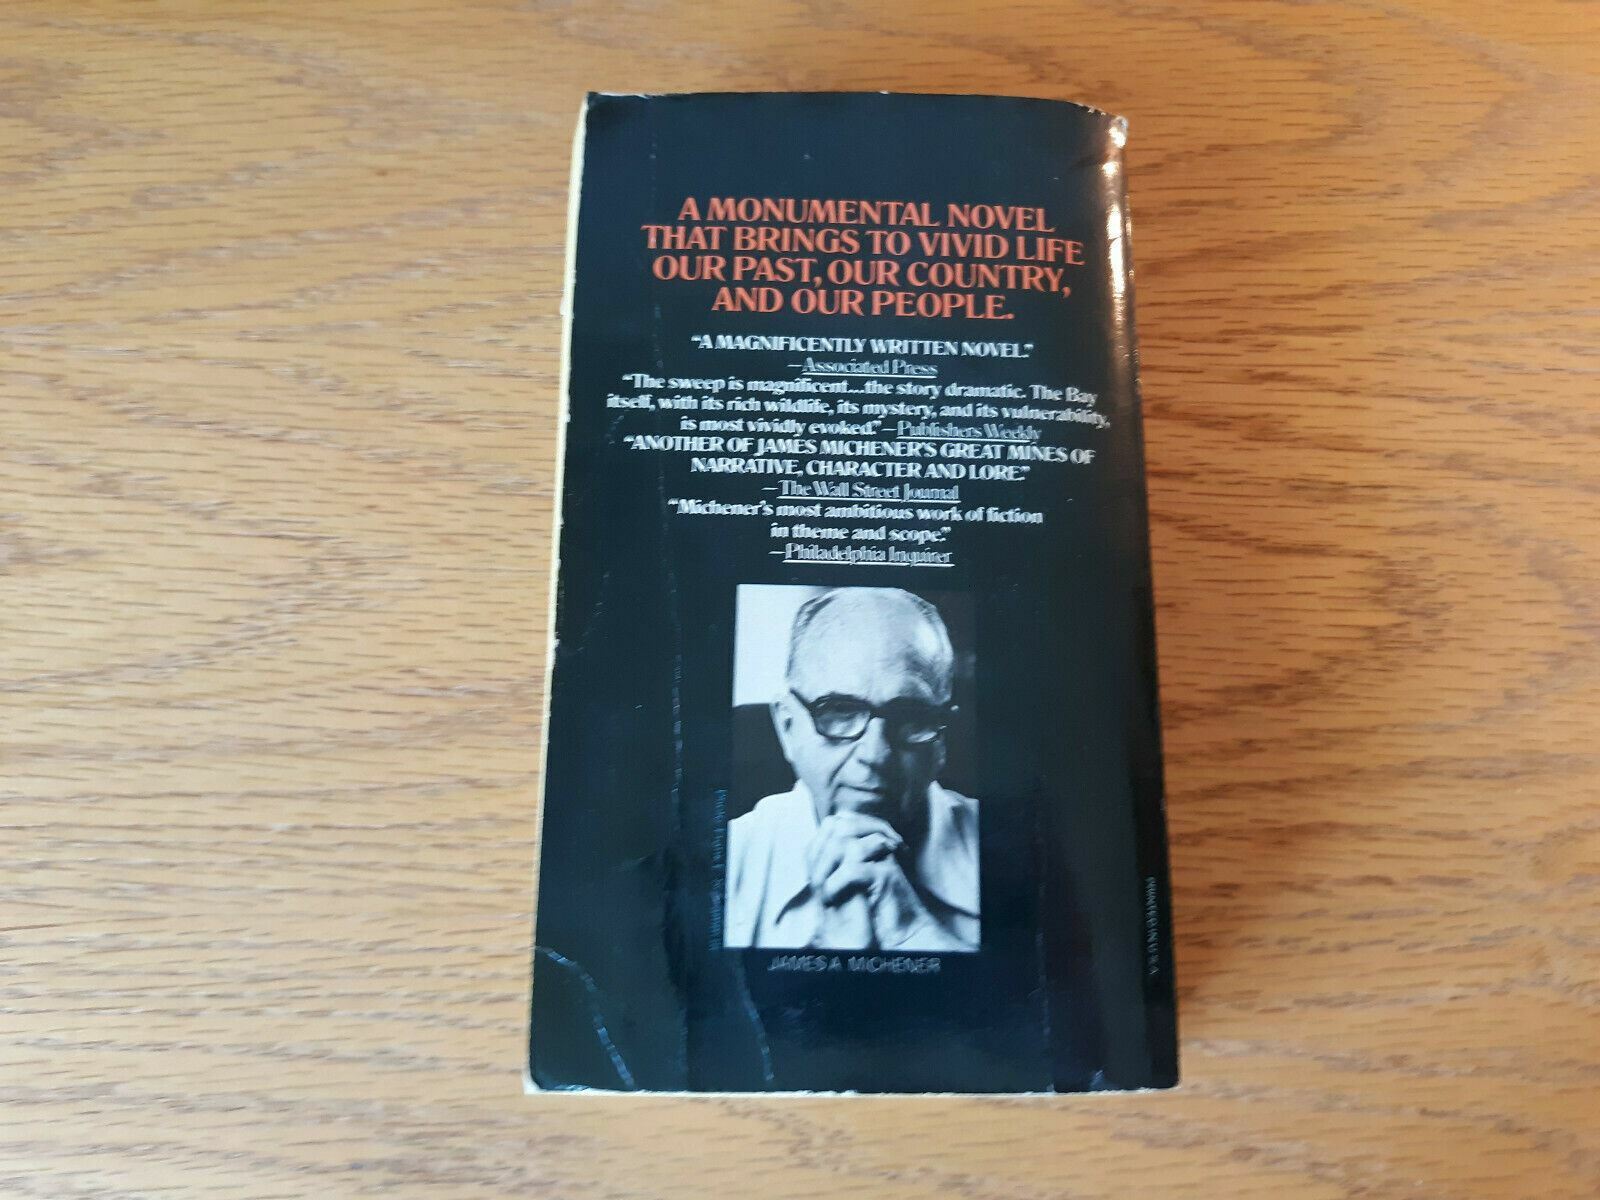 A MONUMENTAL NOVEL
THAT BRINGS TO VIVID LIFE
OUR PAST, OUR COUNTRY,
AND OUR PEOPLE.
“A MAGNIFICENTLY WRITTEN NOVEL.”
—Associated Press
“The sweep is magnificent...the story dramatic. The Bay
itself, with its rich wildlife, its mystery, and its vulnerability,
is most vividly evoked.”—Publishers Weekly
“ANOTHER OF JAMES MICHENER'S GREAT MINES OF
NARRATIVE, CHARACTER AND LORE.”
—The Wall Street Journal
“Michener's most ambitious work of fiction
in theme and scope.”
—Philadelphia Inquirer
JAMES A. MICHENER
PRINTED IN U.S.A.